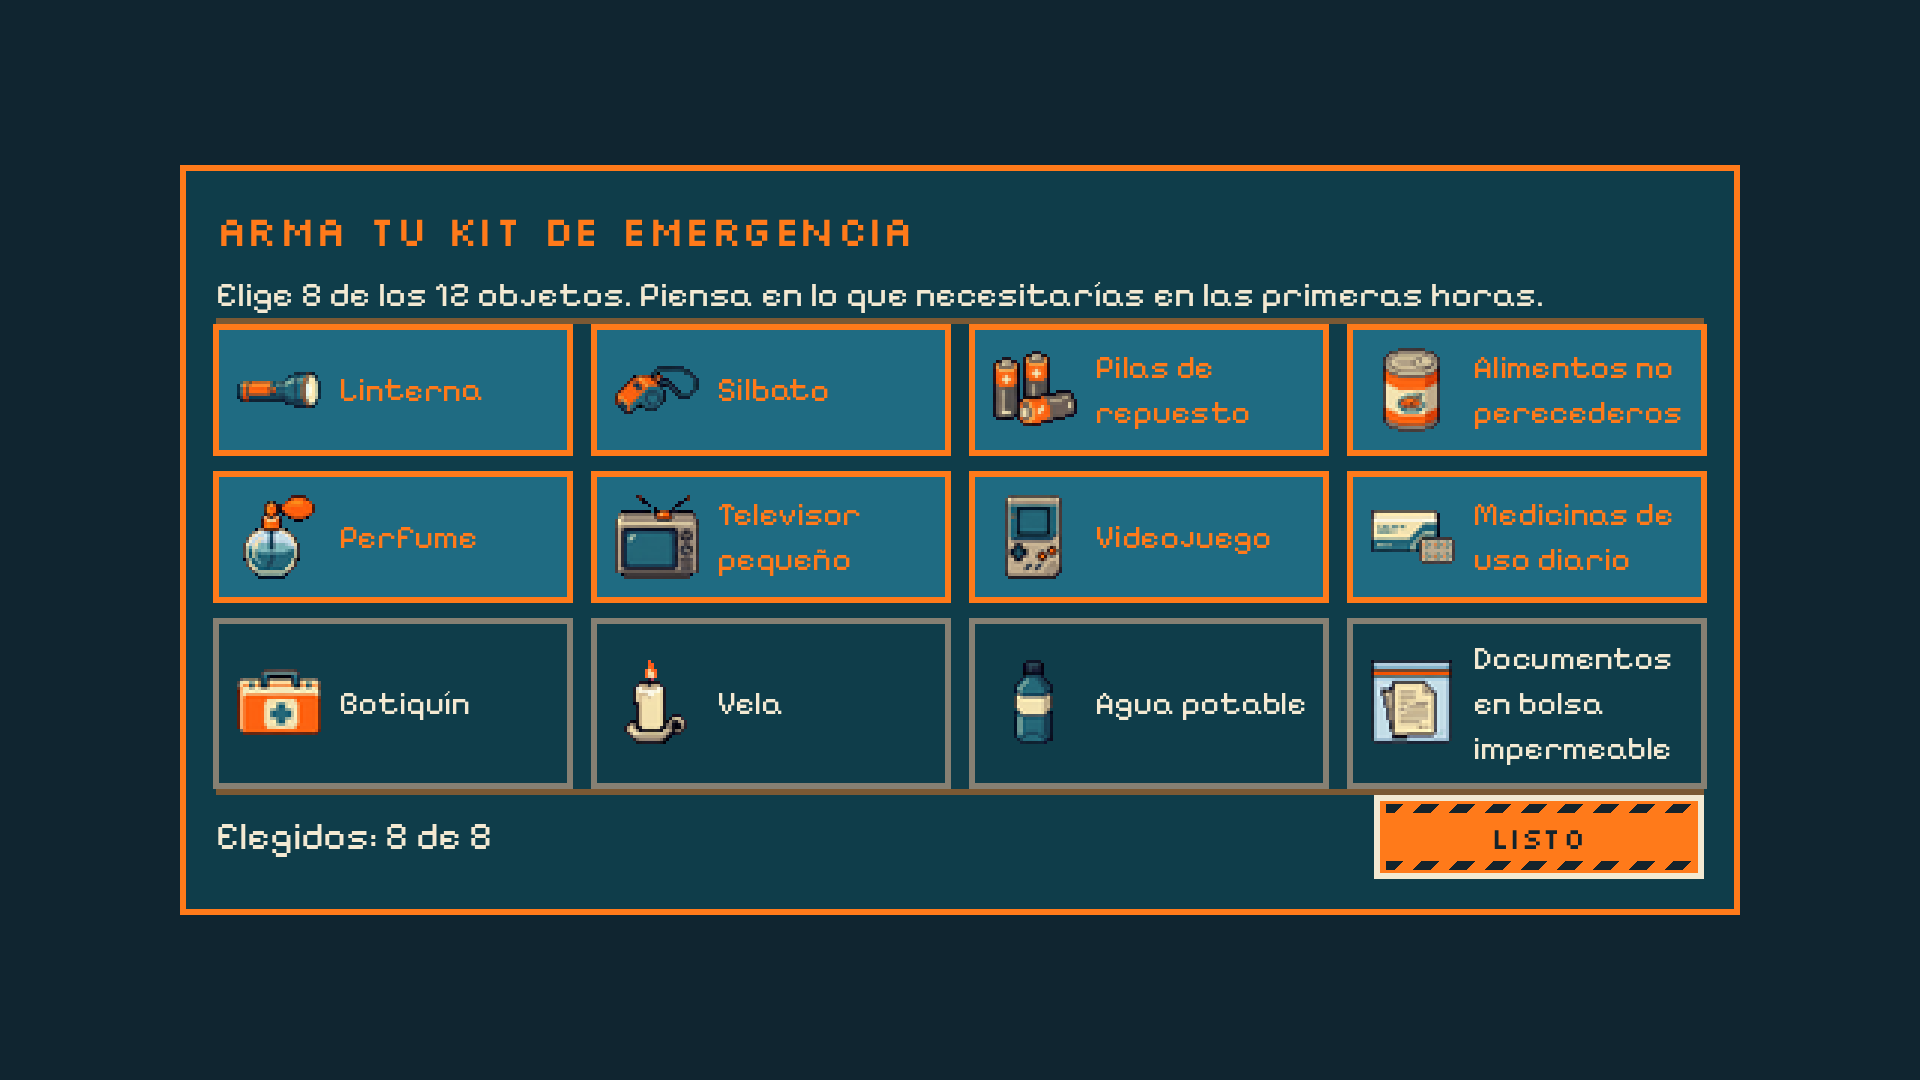 ARMA TU KIT DE EMERGENCIA
Elige 8 de los 12 objetos. Piensa en lo que necesitarías en las primeras horas.
Linterna
Silbato
Pilas de
repuesto
Alimentos no
perecederos
Perfume
Televisor
pequeño
Videojuego
Medicinas de
uso diario
Botiquín
Vela
Agua potable
Documentos
en bolsa
impermeable
Elegidos: 8 de 8
LISTO